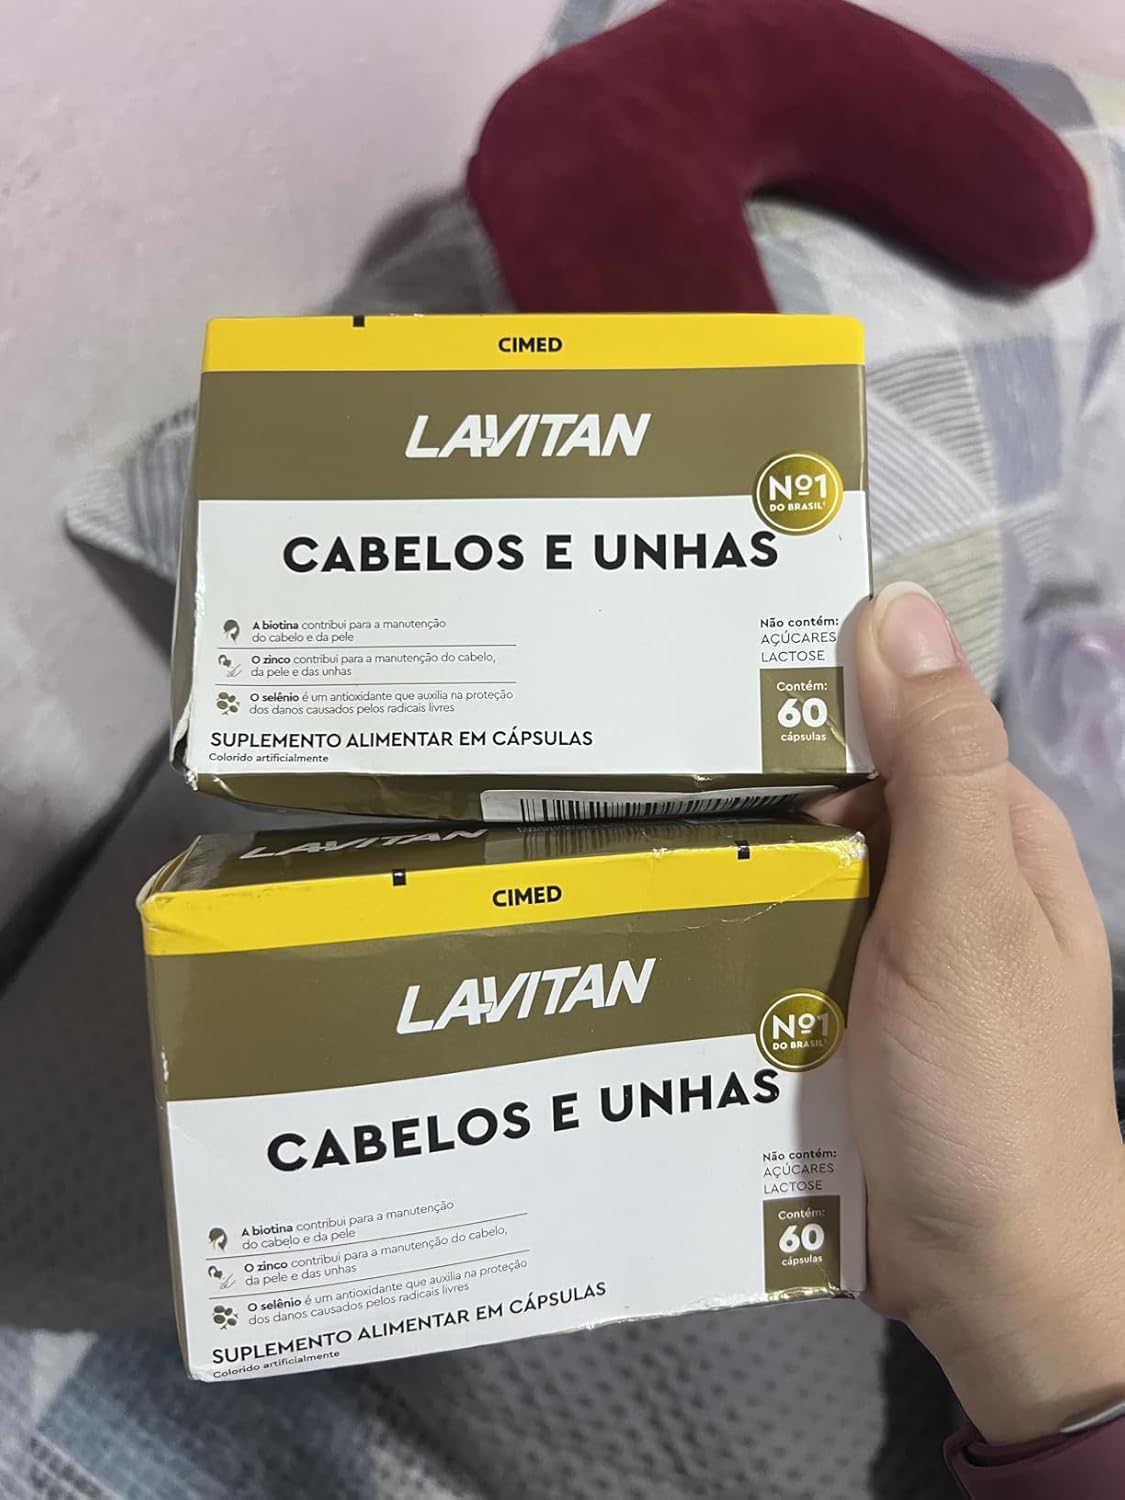 CIMED
LAVITAN
Nº1
DO BRASIL¹
CABELOS E UNHAS
A biotina contribui para a manutenção
do cabelo e da pele
O zinco contribui para a manutenção do cabelo,
da pele e das unhas
O selênio é um antioxidante que auxilia na proteção
dos danos causados pelos radicais livres
Não contém:
AÇÚCARES
LACTOSE
Contém:
60
cápsulas
SUPLEMENTO ALIMENTAR EM CÁPSULAS
Colorido artificialmente
LAVITAN
CIMED
LAVITAN
Nº1
DO BRASIL¹
CABELOS E UNHAS
A biotina contribui para a manutenção
do cabelo e da pele
O zinco contribui para a manutenção do cabelo,
da pele e das unhas
O selênio é um antioxidante que auxilia na proteção
dos danos causados pelos radicais livres
Não contém:
AÇÚCARES
LACTOSE
Contém:
60
cápsulas
SUPLEMENTO ALIMENTAR EM CÁPSULAS
Colorido artificialmente